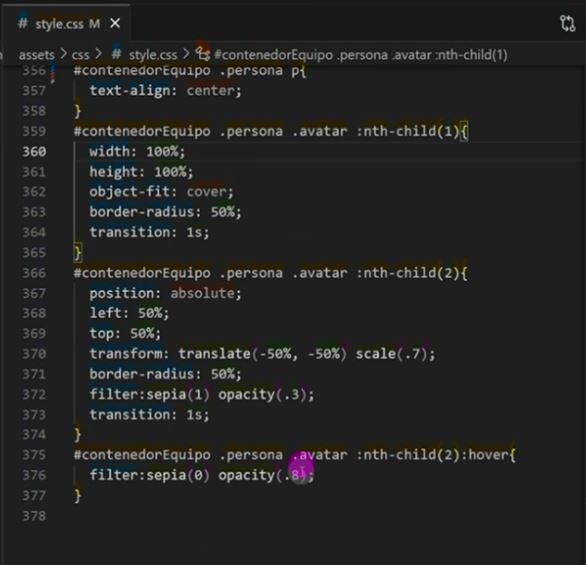 # style.css M ×
assets > css > # style.css > #contenedorEquipo .persona .avatar :nth-child(1)
356 #contenedorEquipo .persona p{
357 text-align: center;
358 }
359 #contenedorEquipo .persona .avatar :nth-child(1){
360 width: 100%;
361 height: 100%;
362 object-fit: cover;
363 border-radius: 50%;
364 transition: 1s;
365 }
366 #contenedorEquipo .persona .avatar :nth-child(2){
367 position: absolute;
368 left: 50%;
369 top: 50%;
370 transform: translate(-50%, -50%) scale(.7);
371 border-radius: 50%;
372 filter:sepia(1) opacity(.3);
373 transition: 1s;
374 }
375 #contenedorEquipo .persona .avatar :nth-child(2):hover{
376 filter:sepia(0) opacity(.8);
377 }
378